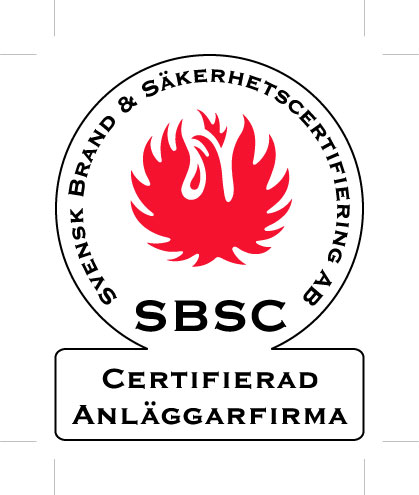 Svensk Brand & Säkerhetscertifiering AB
SBSC
Certifierad
Anläggarfirma